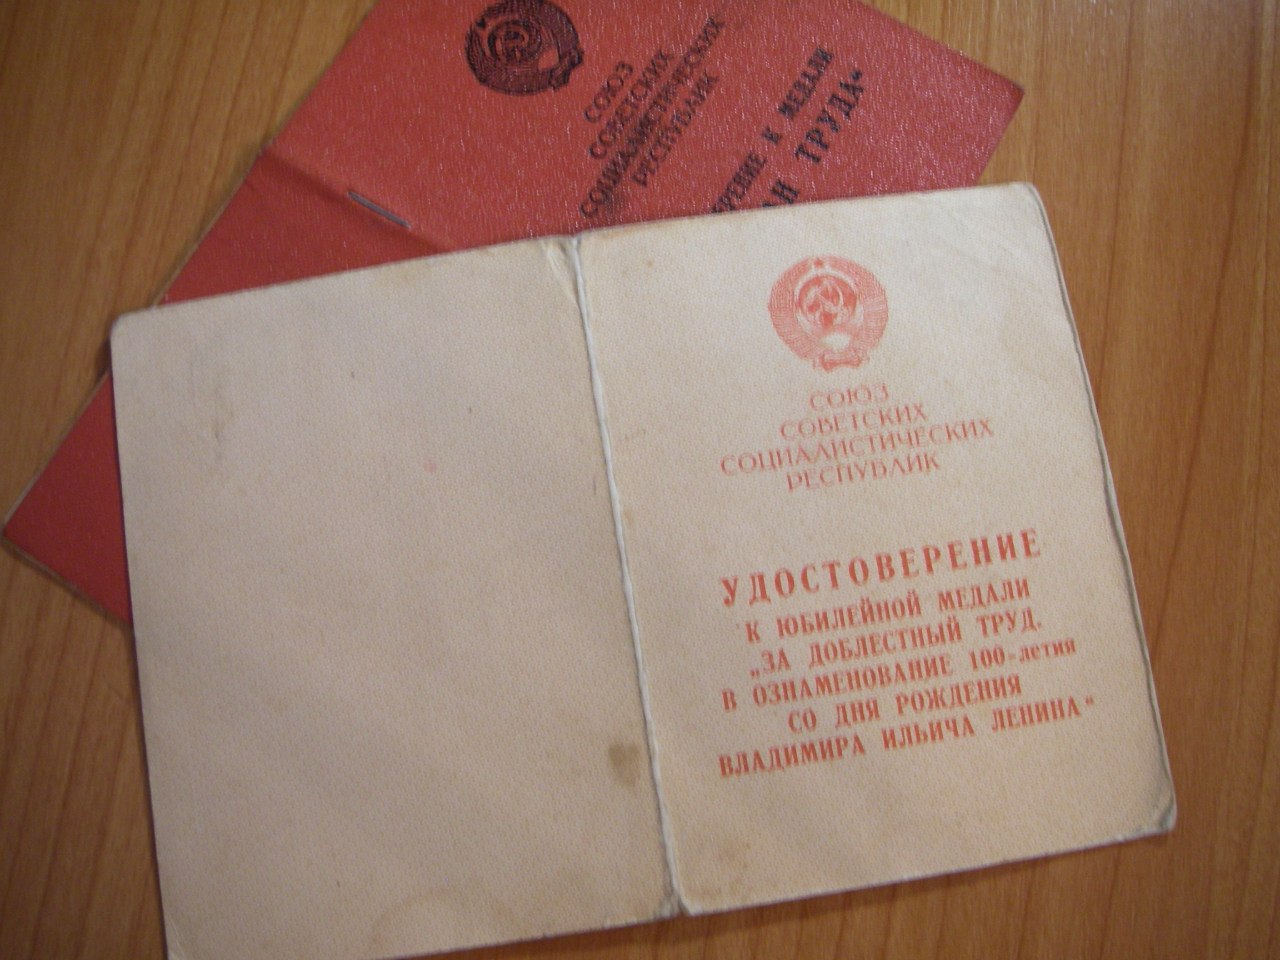 СОЮЗ
СОВЕТСКИХ
СОЦИАЛИСТИЧЕСКИХ
РЕСПУБЛИК
МЕДАЛИ
ТРУДА“
СОЮЗ
СОВЕТСКИХ
СОЦИАЛИСТИЧЕСКИХ
РЕСПУБЛИК
УДОСТОВЕРЕНИЕ
К ЮБИЛЕЙНОЙ МЕДАЛИ
„ЗА ДОБЛЕСТНЫЙ ТРУД.
В ОЗНАМЕНОВАНИЕ 100-летия
СО ДНЯ РОЖДЕНИЯ
ВЛАДИМИРА ИЛЬИЧА ЛЕНИНА“